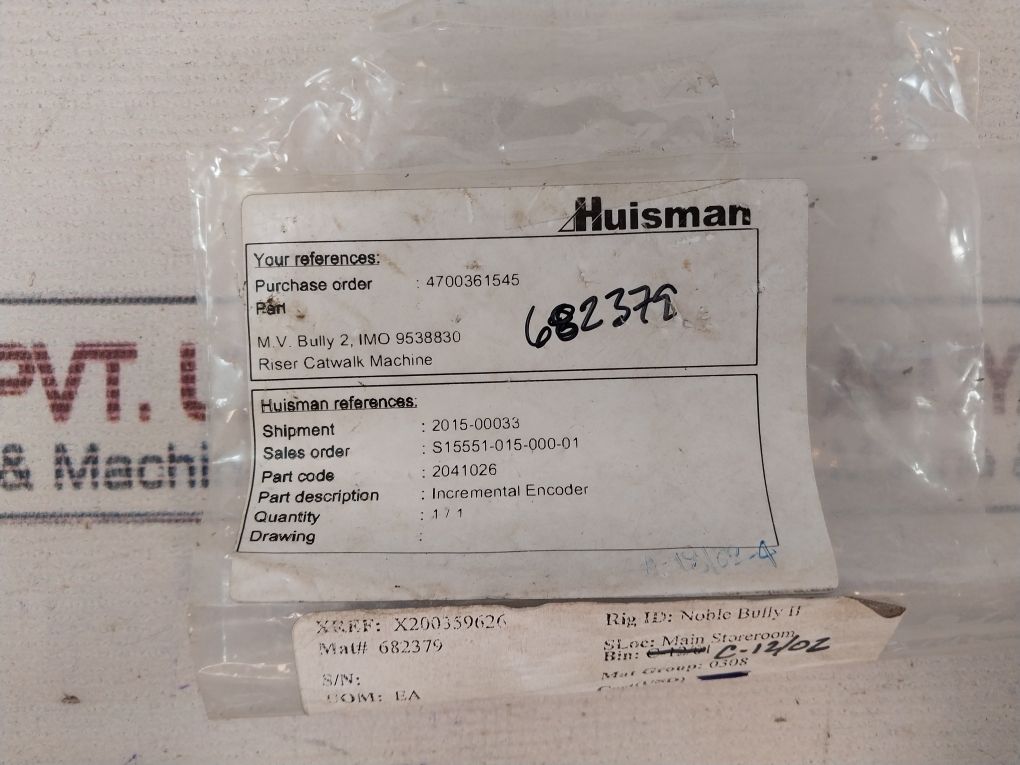 Huisman
Your references:
Purchase order : 4700361545
Part
682379
M.V. Bully 2, IMO 9538830
Riser Catwalk Machine
Huisman references:
Shipment : 2015-00033
Sales order : S15551-015-000-01
Part code : 2041026
Part description : Incremental Encoder
Quantity : 1 / 1
Drawing :
PVT. U
& Machi
XREF: X200359626
Mat# 682379
S/N:
UOM: EA
Rig ID: Noble Bully II
SLoc: Main Storeroom
Bin: C-12/02
Mat Group: 0308